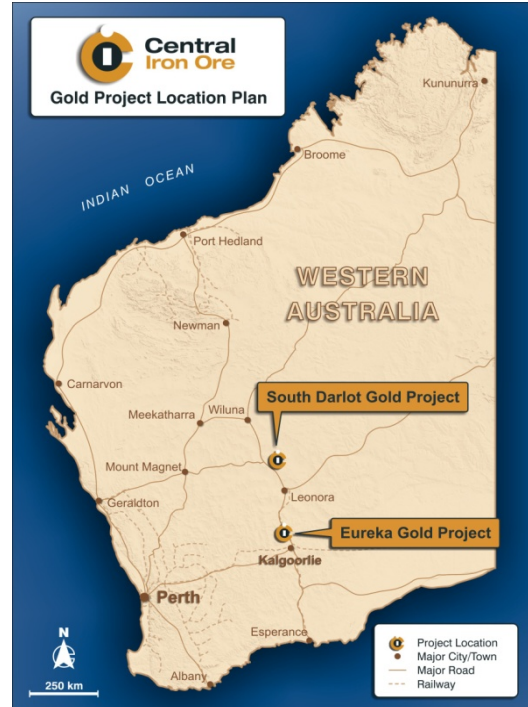 Central
Iron Ore
Gold Project Location Plan
Kununurra
Broome
INDIAN OCEAN
Port Hedland
WESTERN
AUSTRALIA
Newman
Carnarvon
South Darlot Gold Project
Meekatharra
Wiluna
Mount Magnet
Leonora
Geraldton
Eureka Gold Project
Kalgoorlie
Perth
Esperance
Albany
N
250 km
Project Location
Major City/Town
Major Road
Railway